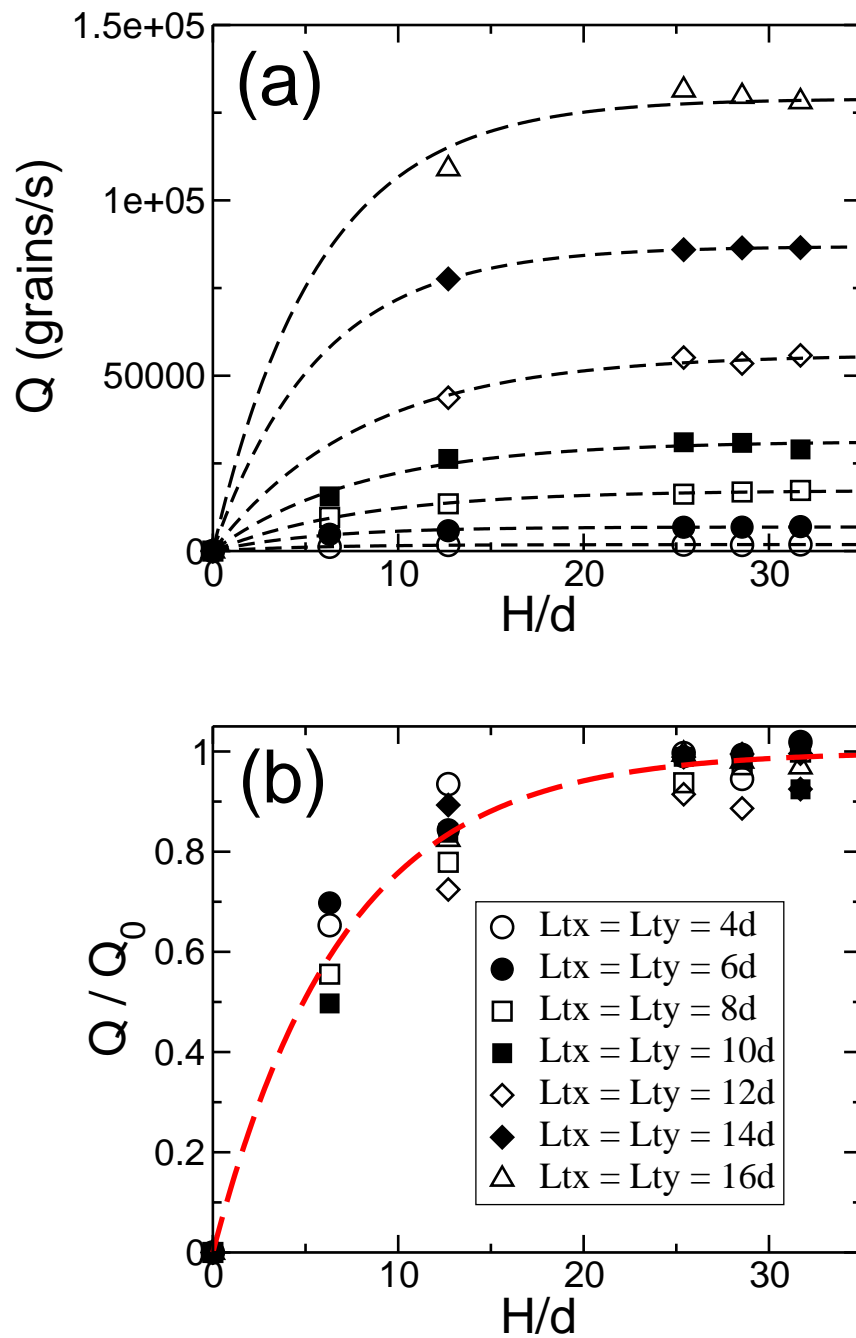 1.5e+05
(a)
1e+05
Q (grains/s)
50000
0
0 10 20 30
H/d
1
(b)
0.8
0.6
Q / Q0
0.4
0.2
0
Ltx = Lty = 4d
Ltx = Lty = 6d
Ltx = Lty = 8d
Ltx = Lty = 10d
Ltx = Lty = 12d
Ltx = Lty = 14d
Ltx = Lty = 16d
0 10 20 30
H/d